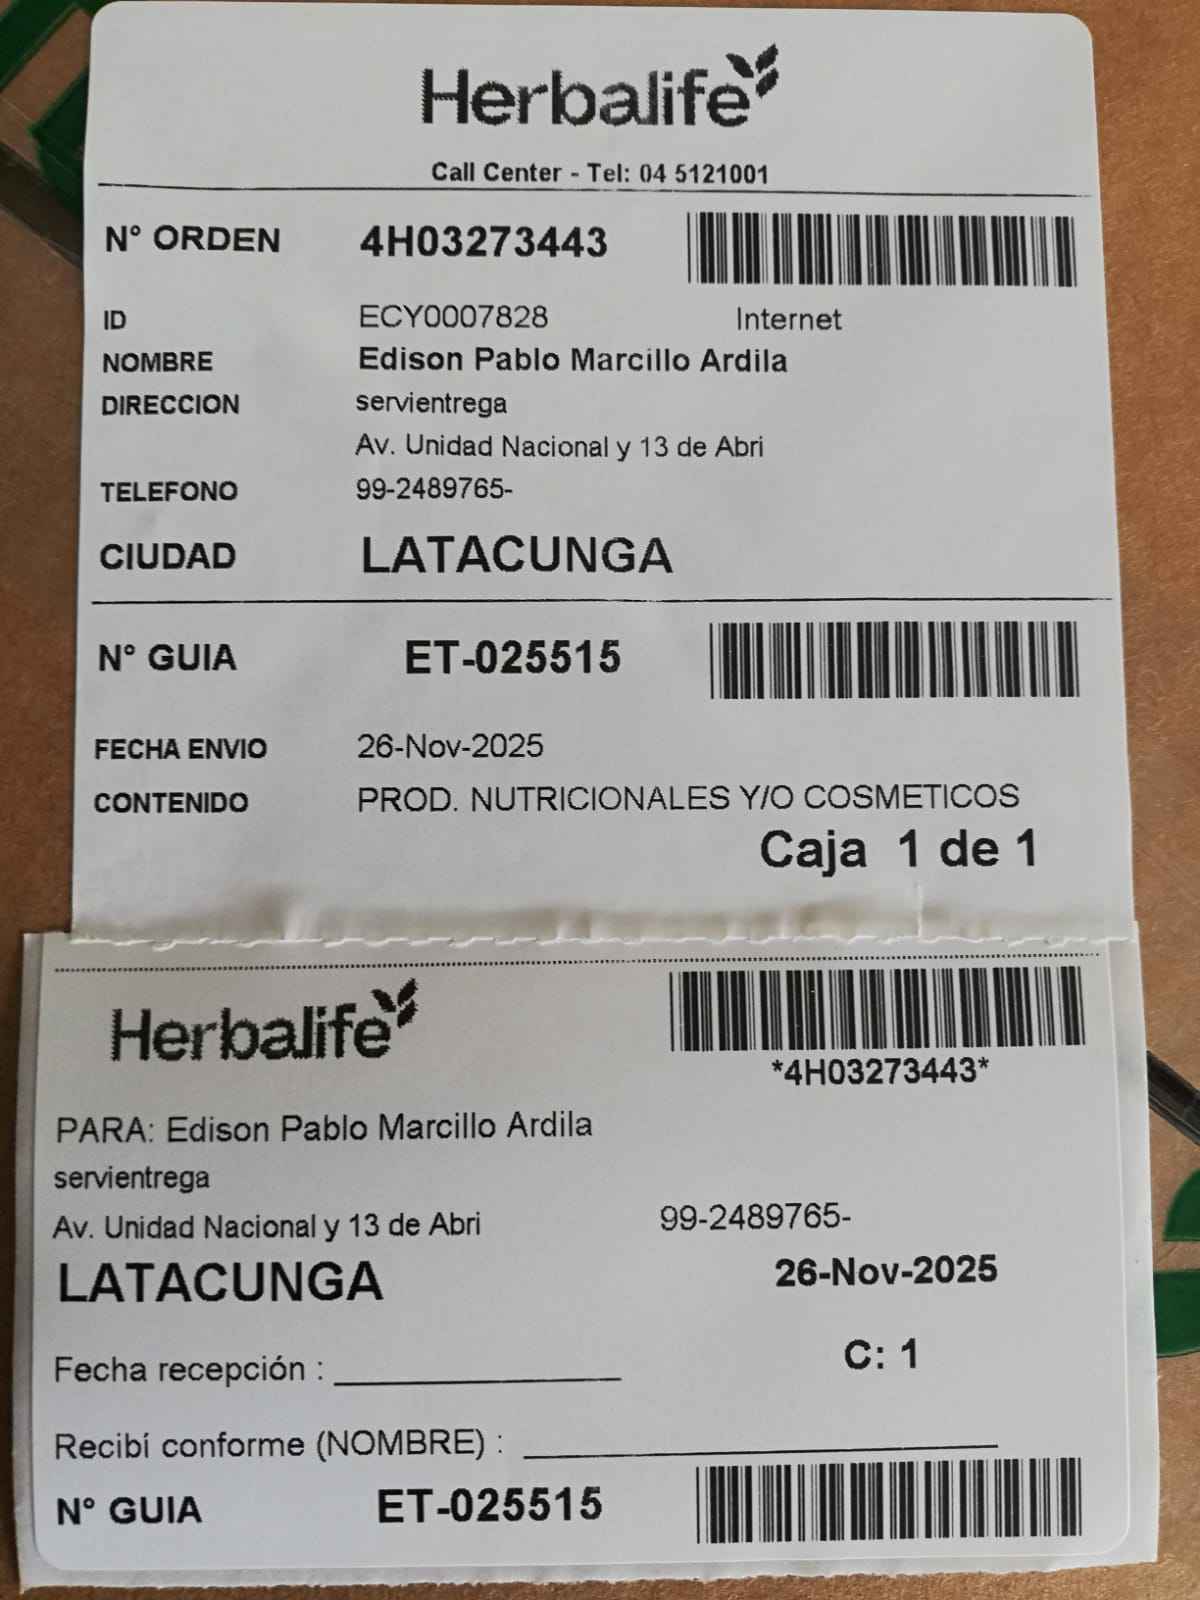 Herbalife
Call Center - Tel: 04 5121001
N° ORDEN 4H03273443
ID ECY0007828 Internet
NOMBRE Edison Pablo Marcillo Ardila
DIRECCION servientrega
Av. Unidad Nacional y 13 de Abri
TELEFONO 99-2489765-
CIUDAD LATACUNGA
N° GUIA ET-025515
FECHA ENVIO 26-Nov-2025
CONTENIDO PROD. NUTRICIONALES Y/O COSMETICOS
Caja 1 de 1
Herbalife
*4H03273443*
PARA: Edison Pablo Marcillo Ardila
servientrega
Av. Unidad Nacional y 13 de Abri 99-2489765-
LATACUNGA 26-Nov-2025
C: 1
Fecha recepción :
Recibí conforme (NOMBRE) :
N° GUIA ET-025515